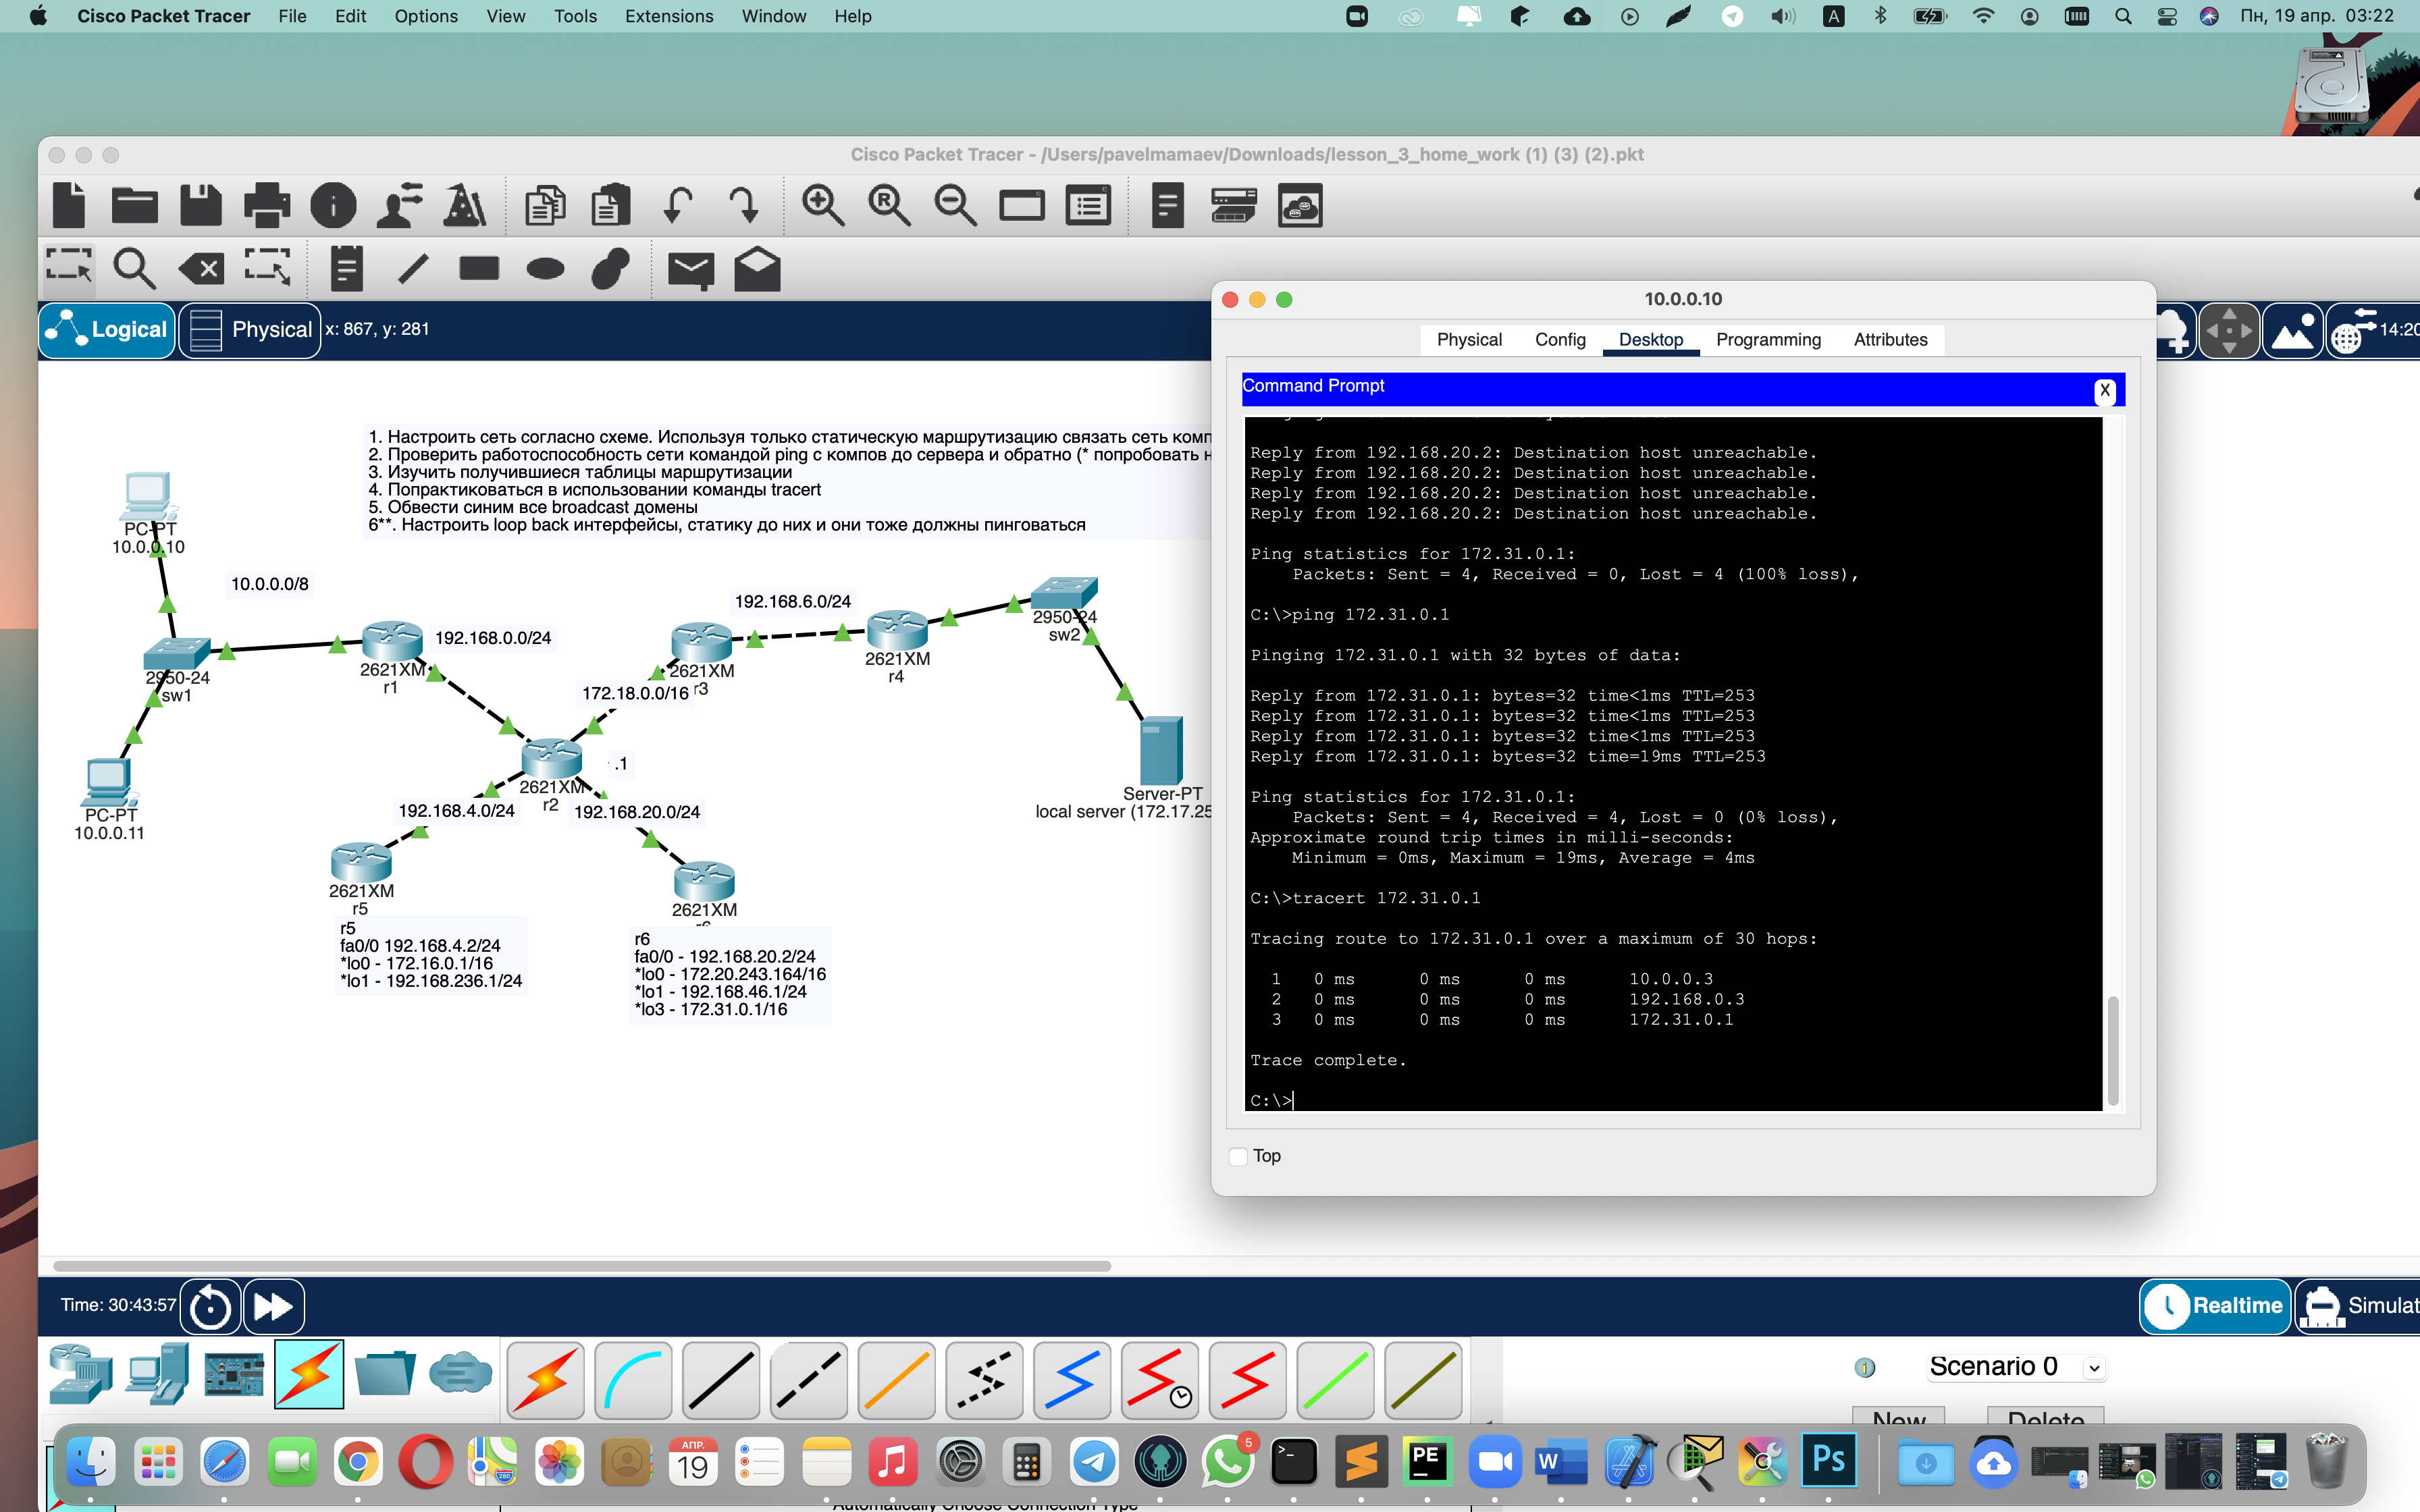 Cisco Packet Tracer File Edit Options View Tools Extensions Window Help
A
Пн, 19 апр. 03:22
Cisco Packet Tracer - /Users/pavelmamaev/Downloads/lesson_3_home_work (1) (3) (2).pkt
Logical
Physical
x: 867, y: 281
14:20
1. Настроить сеть согласно схеме. Используя только статическую маршрутизацию связать сеть комп
2. Проверить работоспособность сети командой ping с компов до сервера и обратно (* попробовать н
3. Изучить получившиеся таблицы маршрутизации
4. Попрактиковаться в использовании команды tracert
5. Обвести синим все broadcast домены
6**. Настроить loop back интерфейсы, статику до них и они тоже должны пинговаться
PC-PT
10.0.0.10
10.0.0.0/8
2950-24
sw1
PC-PT
10.0.0.11
2621XM
r1
192.168.0.0/24
192.168.6.0/24
2621XM
r3
172.18.0.0/16
2621XM
r4
2950-24
sw2
Server-PT
local server (172.17.25
.1
2621XM
r2
192.168.4.0/24
192.168.20.0/24
2621XM
r5
r5
fa0/0 192.168.4.2/24
*lo0 - 172.16.0.1/16
*lo1 - 192.168.236.1/24
2621XM
r6
fa0/0 - 192.168.20.2/24
*lo0 - 172.20.243.164/16
*lo1 - 192.168.46.1/24
*lo3 - 172.31.0.1/16
10.0.0.10
Physical Config Desktop Programming Attributes
Command Prompt
X
Reply from 192.168.20.2: Destination host unreachable.
Reply from 192.168.20.2: Destination host unreachable.
Reply from 192.168.20.2: Destination host unreachable.
Reply from 192.168.20.2: Destination host unreachable.
Ping statistics for 172.31.0.1:
Packets: Sent = 4, Received = 0, Lost = 4 (100% loss),
C:\>ping 172.31.0.1
Pinging 172.31.0.1 with 32 bytes of data:
Reply from 172.31.0.1: bytes=32 time<1ms TTL=253
Reply from 172.31.0.1: bytes=32 time<1ms TTL=253
Reply from 172.31.0.1: bytes=32 time<1ms TTL=253
Reply from 172.31.0.1: bytes=32 time=19ms TTL=253
Ping statistics for 172.31.0.1:
Packets: Sent = 4, Received = 4, Lost = 0 (0% loss),
Approximate round trip times in milli-seconds:
Minimum = 0ms, Maximum = 19ms, Average = 4ms
C:\>tracert 172.31.0.1
Tracing route to 172.31.0.1 over a maximum of 30 hops:
1 0 ms 0 ms 0 ms 10.0.0.3
2 0 ms 0 ms 0 ms 192.168.0.3
3 0 ms 0 ms 0 ms 172.31.0.1
Trace complete.
C:\>
Top
Time: 30:43:57
Realtime
Simulat
Scenario 0
New
Delete
Automatically Choose Connection Type
АПР.
19
280
5
>_
PE
W
Ps